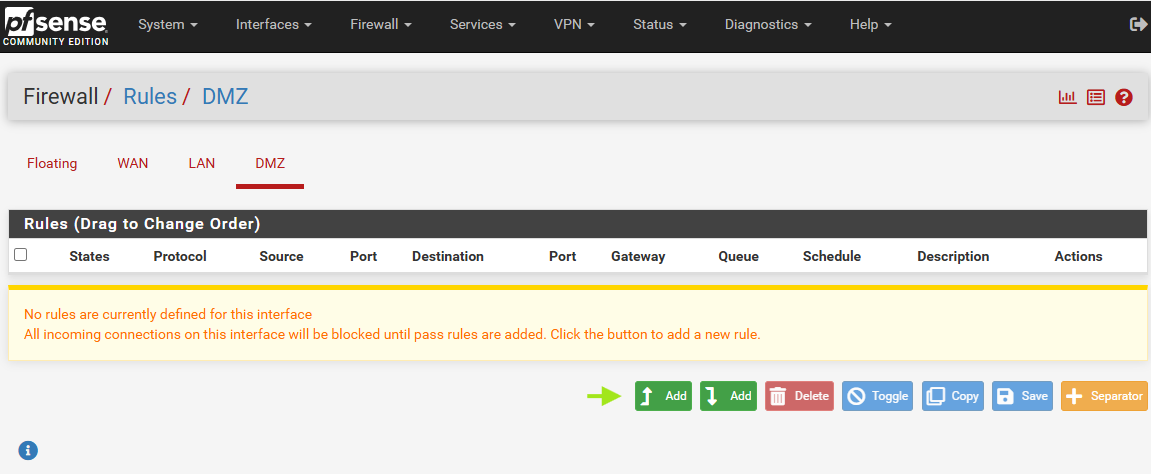 pfsense System Interfaces Firewall Services VPN Status Diagnostics Help
COMMUNITY EDITION
Firewall / Rules / DMZ
Floating WAN LAN DMZ
Rules (Drag to Change Order)
States Protocol Source Port Destination Port Gateway Queue Schedule Description Actions
No rules are currently defined for this interface
All incoming connections on this interface will be blocked until pass rules are added. Click the button to add a new rule.
Add Add Delete Toggle Copy Save Separator